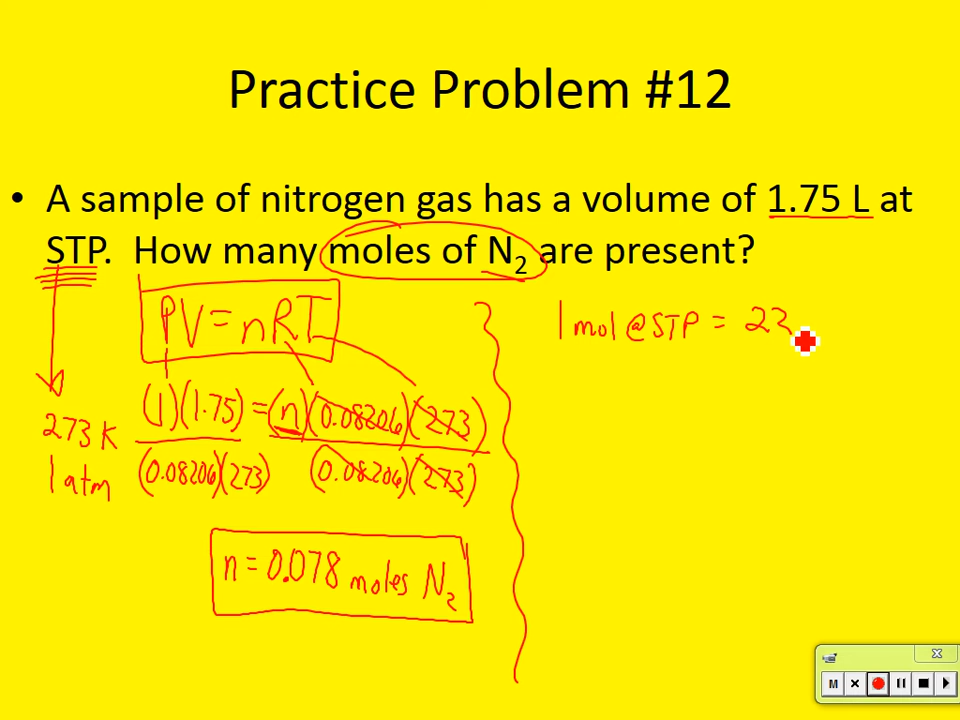 Practice Problem #12
• A sample of nitrogen gas has a volume of 1.75 L at
STP. How many moles of N₂ are present?
PV = nRT
(1)(1.75) = (n)(0.08206)(273)
(0.08206)(273) (0.08206)(273)
273 K
1 atm
n = 0.078 moles N₂
1 mol @ STP = 22
M